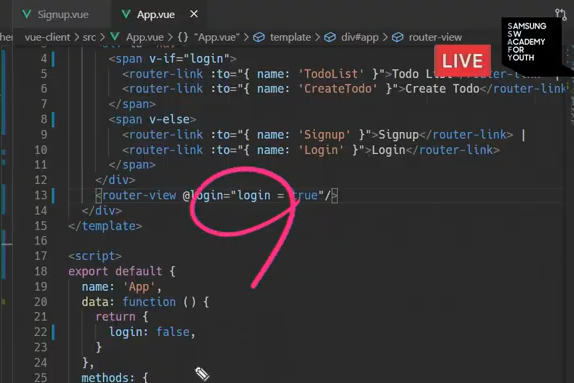 Signup.vue
App.vue
vue-client > src > App.vue > {} "App.vue" > template > div#app > router-view
LIVE
SAMSUNG
SW
ACADEMY
FOR
YOUTH
4 <span v-if="login">
5 <router-link :to="{ name: 'TodoList' }">Todo List</router-link> |
6 <router-link :to="{ name: 'CreateTodo' }">Create Todo</router-link
7 </span>
8 <span v-else>
9 <router-link :to="{ name: 'Signup' }">Signup</router-link> |
10 <router-link :to="{ name: 'Login' }">Login</router-link>
11 </span>
12 </div>
13 <router-view @login="login = true"/>
14 </div>
15 </template>
16
17 <script>
18 export default {
19 name: 'App',
20 data: function () {
21 return {
22 login: false,
23 }
24 },
25 methods: {